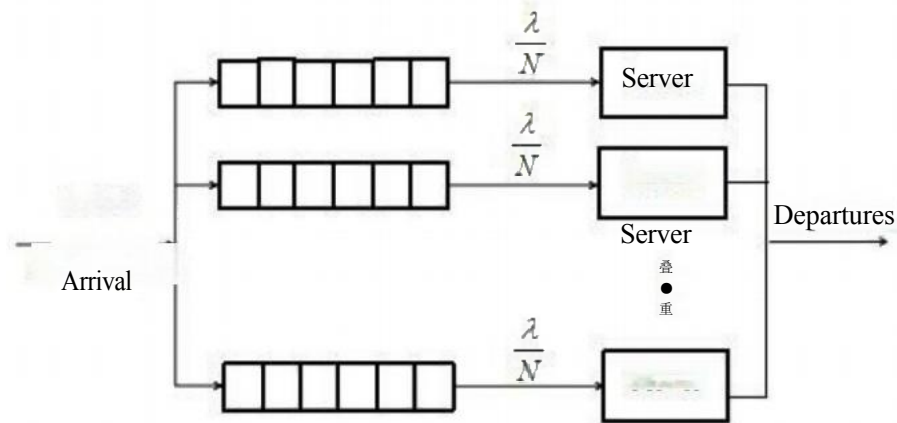 λ
N
Server
λ
N
Server
Departures
Arrival
叠
●
重
λ
N